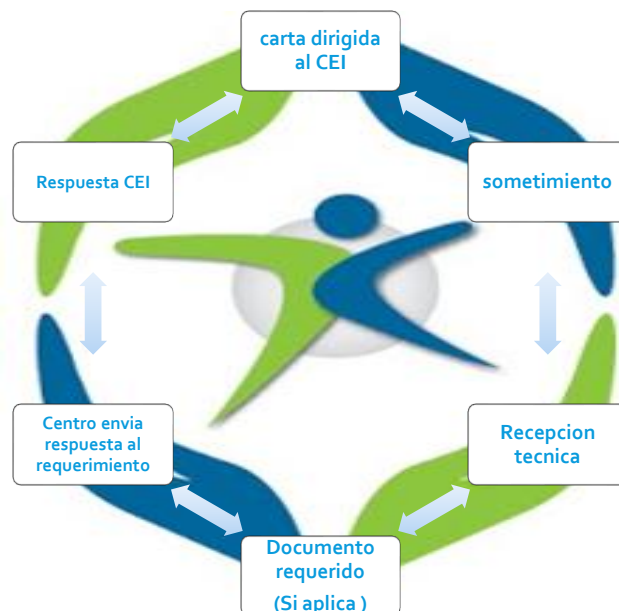 carta dirigida
al CEI
Respuesta CEI
sometimiento
Centro envia
respuesta al
requerimiento
Recepcion
tecnica
Documento
requerido
(Si aplica )